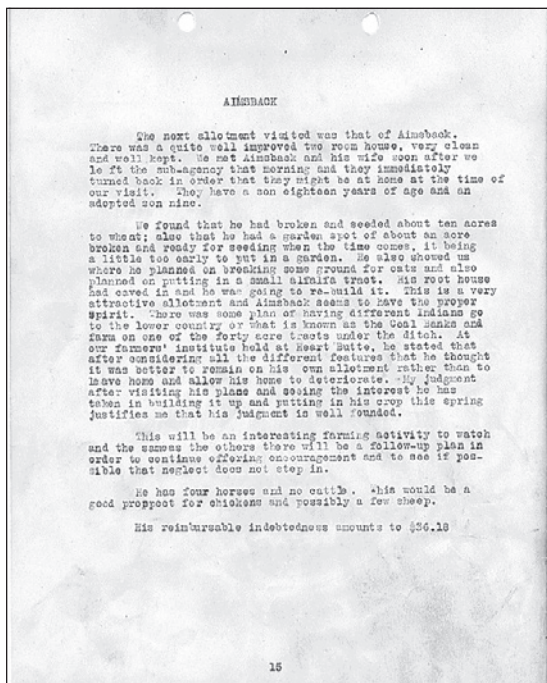 AIMSBACK
The next allotment visited was that of Aimsback.
There was a quite well improved two room house, very clean
and well kept. We met Aimsback and his wife soon after we
left the sub-agency that morning and they immediately
turned back in order that they might at home at the time of
our visit. They have a son eighteen years of age and an
adopted son nine.
We found that he had broken and seeded about ten acres
to wheat; also that he had a garden spot of about an acre
broken and ready for seeding when the time comes, it being
a little too early to put in a garden. He also showed us
where he planned on breaking some ground for oats and also
planned on putting in a small alfalfa tract. His root house
had caved in and he was going to re-build it. This is a very
attractive allotment and Aimsback seems to have the proper
spirit. There was some plan of having different Indians go
to the lower country or what is known as the Coal Banks and
farm on one of the forty acre tracts under the ditch. At
our farmers' institute held at Heart Butte, he stated that
after considering all the different features that he thought
it was better to remain on his own allotment rather than to
leave home and allow his home to deteriorate. My judgment
after visiting his place and seeing the interest he has
taken in building it up and putting in his crop this spring
justifies me that his judgment is well founded.
This will be an interesting farming activity to watch
and the sameas the others there will be a follow-up plan in
order to continue offering encouragement and to see if pos-
sible that neglect does not step in.
He has four horses and no cattle. This would be a
good prospect for chickens and possibly a few sheep.
His reimbursable indebtedness amounts to $36.18
15